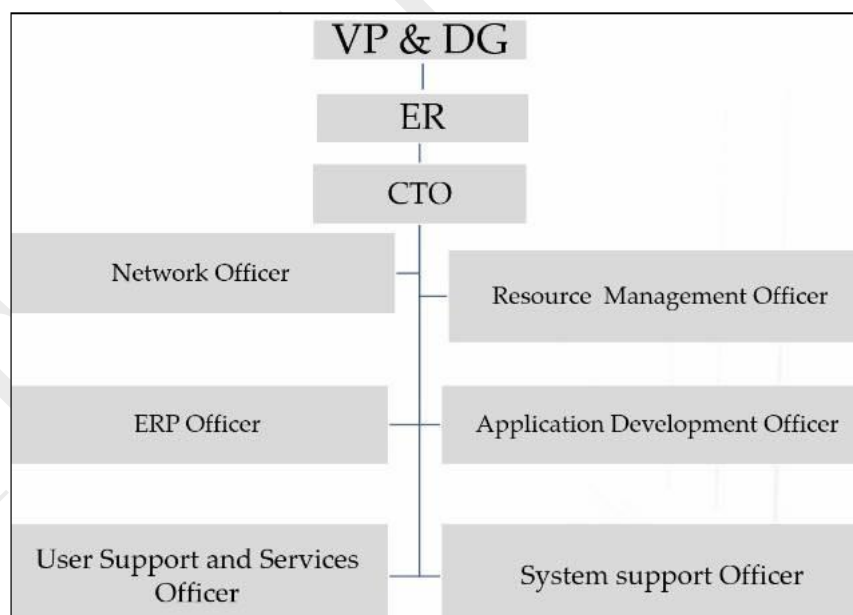 VP & DG
ER
CTO
Network Officer
Resource Management Officer
ERP Officer
Application Development Officer
User Support and Services
Officer
System support Officer